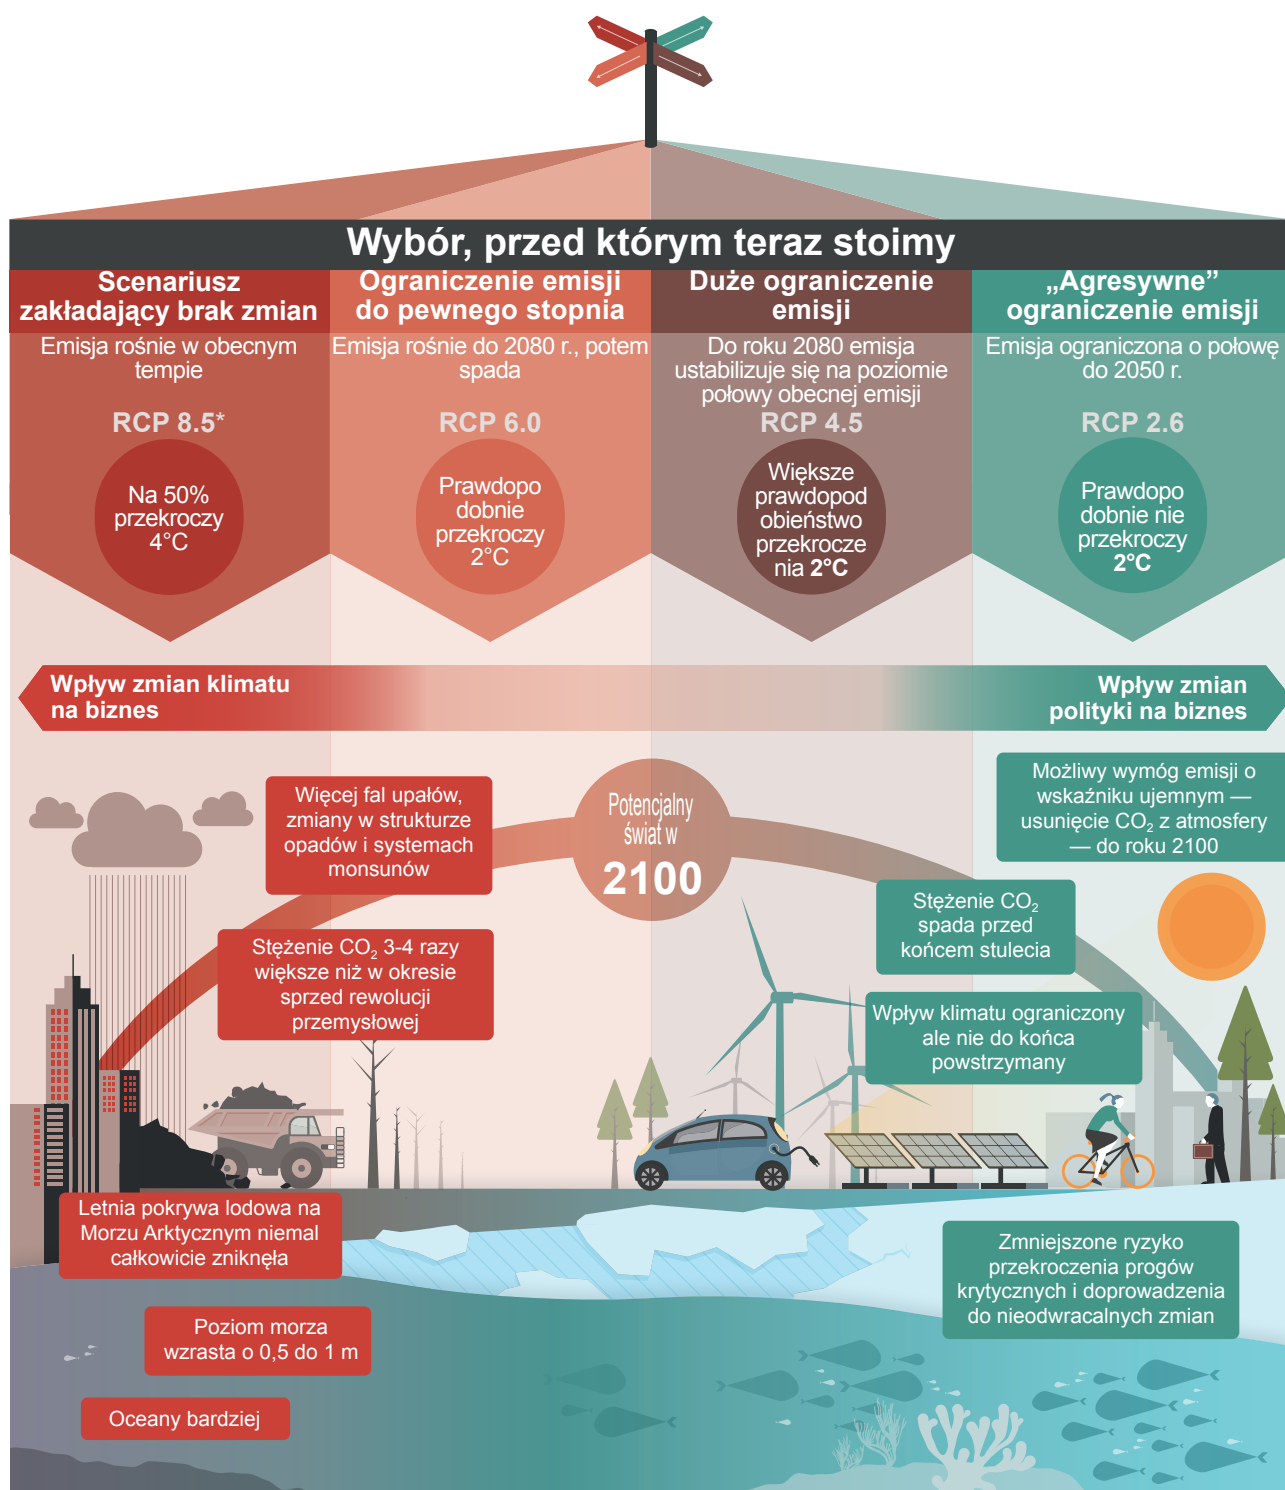 Wybór, przed którym teraz stoimy
Scenariusz
zakładający brak zmian
Emisja rośnie w obecnym
tempie
RCP 8.5*
Na 50%
przekroczy
4°C
Ograniczenie emisji
do pewnego stopnia
Emisja rośnie do 2080 r., potem
spada
RCP 6.0
Prawdopo
dobnie
przekroczy
2°C
Duże ograniczenie
emisji
Do roku 2080 emisja
ustabilizuje się na poziomie
połowy obecnej emisji
RCP 4.5
Większe
prawdopod
obieństwo
przekrocze
nia 2°C
„Agresywne”
ograniczenie emisji
Emisja ograniczona o połowę
do 2050 r.
RCP 2.6
Prawdopo
dobnie nie
przekroczy
2°C
Wpływ zmian klimatu
na biznes
Wpływ zmian
polityki na biznes
Potencjalny
świat w
2100
Więcej fal upałów,
zmiany w strukturze
opadów i systemach
monsunów
Stężenie CO₂ 3-4 razy
większe niż w okresie
sprzed rewolucji
przemysłowej
Letnia pokrywa lodowa na
Morzu Arktycznym niemal
całkowicie zniknęła
Poziom morza
wzrasta o 0,5 do 1 m
Oceany bardziej
Możliwy wymóg emisji o
wskaźniku ujemnym —
usunięcie CO₂ z atmosfery
— do roku 2100
Stężenie CO₂
spada przed
końcem stulecia
Wpływ klimatu ograniczony
ale nie do końca
powstrzymany
Zmniejszone ryzyko
przekroczenia progów
krytycznych i doprowadzenia
do nieodwracalnych zmian